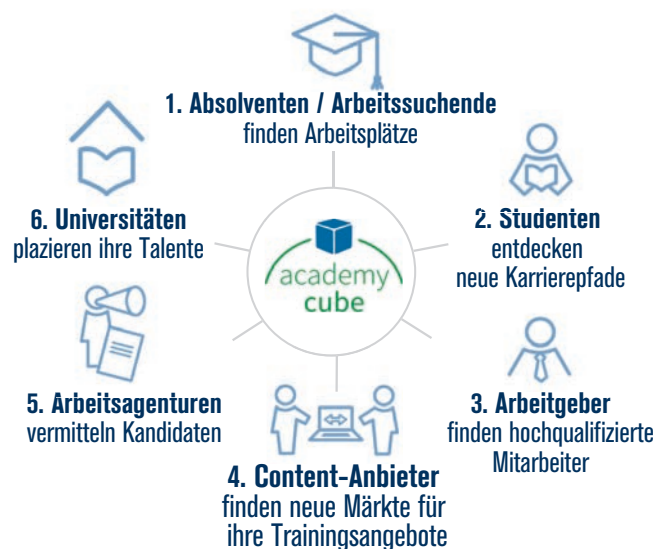 1. Absolventen / Arbeitssuchende
finden Arbeitsplätze
2. Studenten
entdecken
neue Karrierepfade
3. Arbeitgeber
finden hochqualifizierte
Mitarbeiter
4. Content-Anbieter
finden neue Märkte für
ihre Trainingsangebote
5. Arbeitsagenturen
vermitteln Kandidaten
6. Universitäten
plazieren ihre Talente
academy
cube